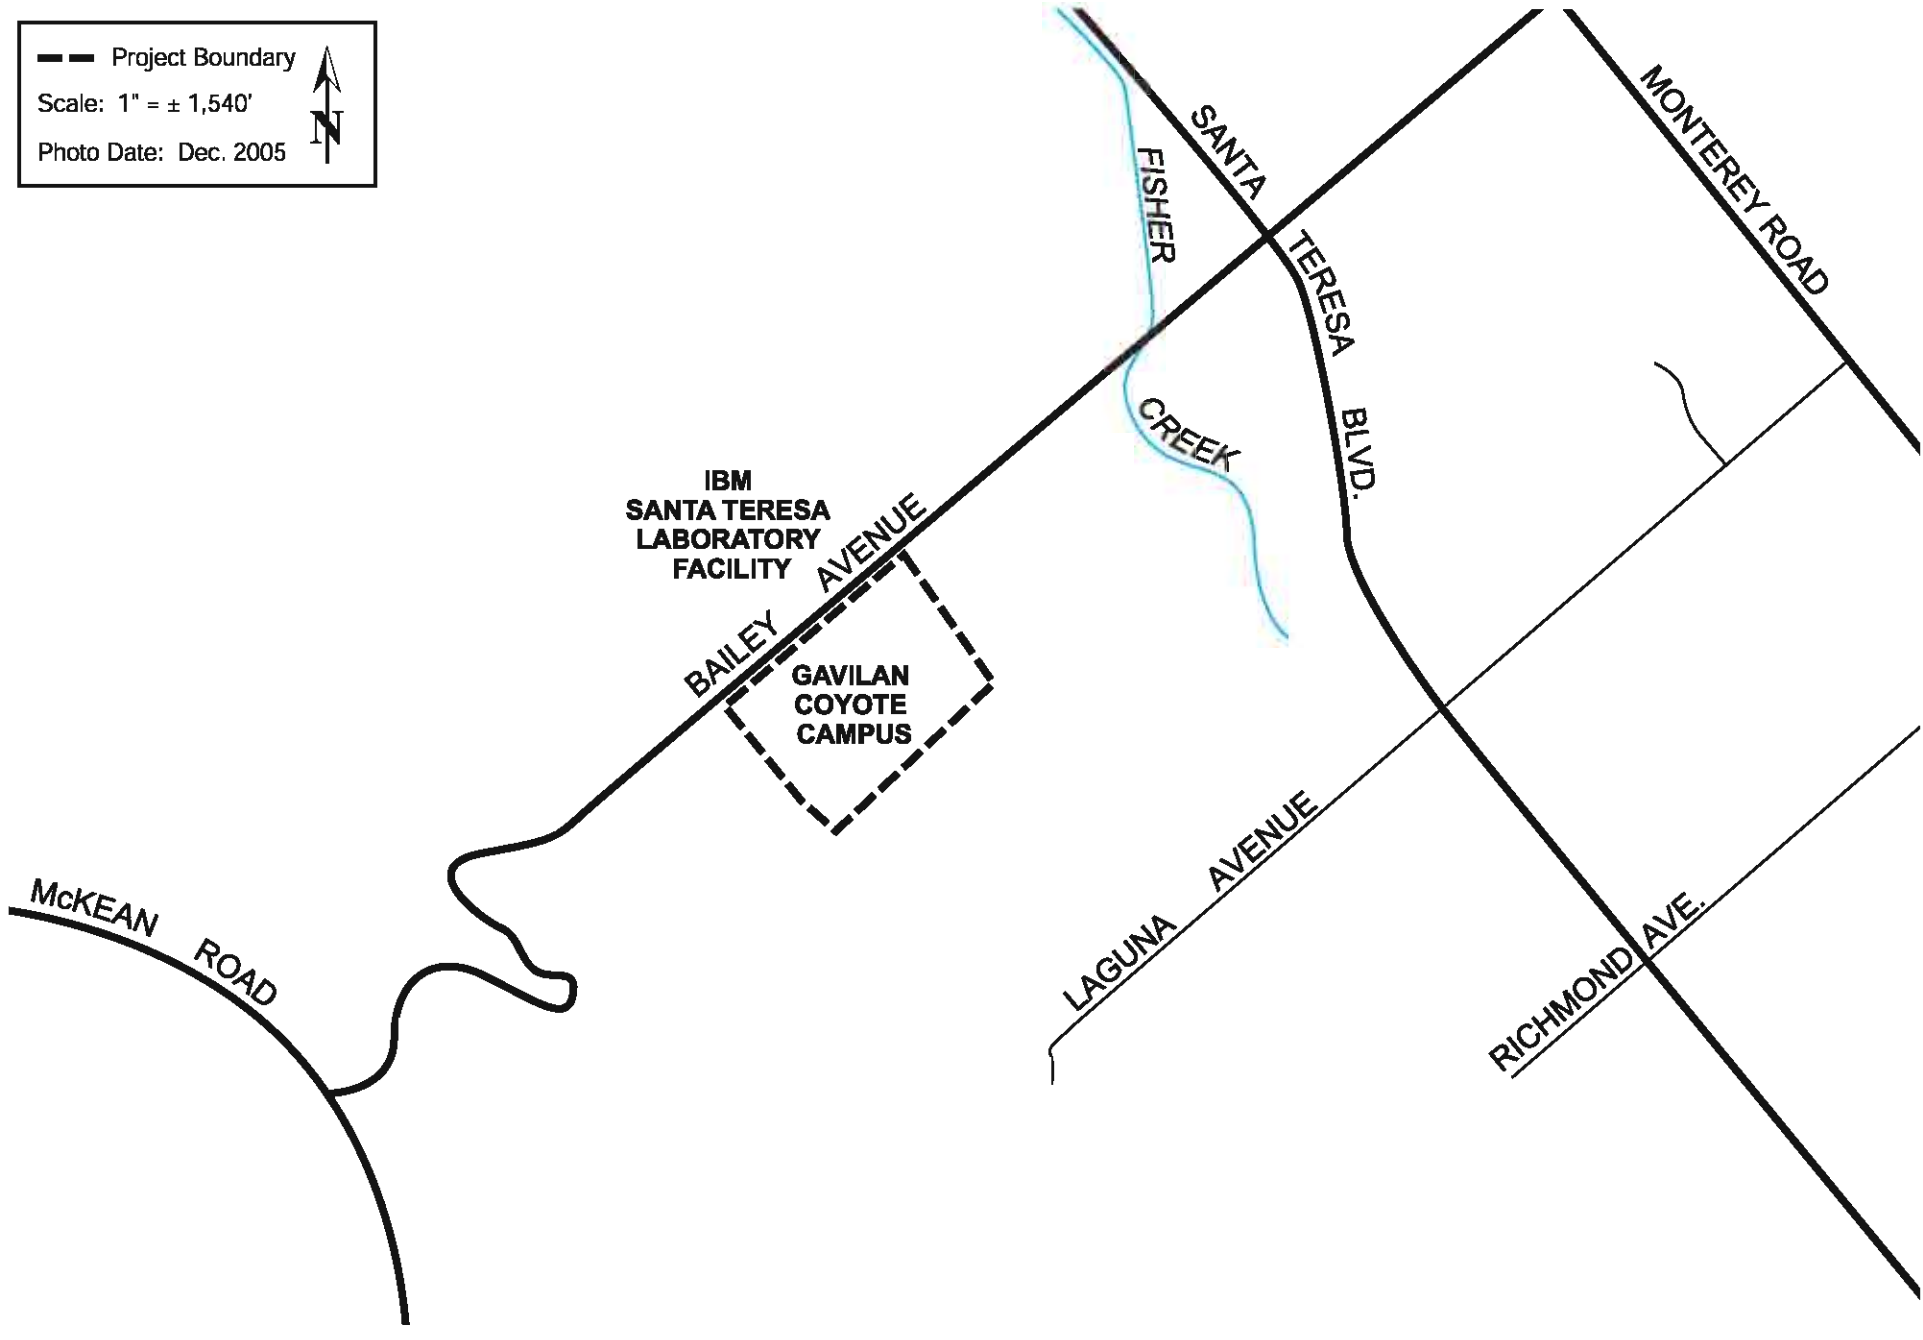 Project Boundary
Scale: 1" = ± 1,540'
Photo Date: Dec. 2005
N
SANTA TERESA BLVD.
MONTEREY ROAD
FISHER CREEK
IBM
SANTA TERESA
LABORATORY
FACILITY
BAILEY AVENUE
GAVILAN
COYOTE
CAMPUS
LAGUNA AVENUE
RICHMOND AVE.
McKEAN ROAD